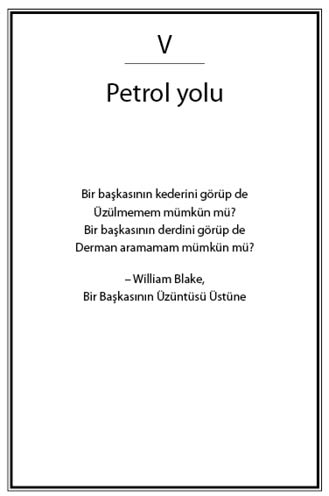 V
Petrol yolu
Bir başkasının kederini görüp de
Üzülmemem mümkün mü?
Bir başkasının derdini görüp de
Derman aramamam mümkün mü?
– William Blake,
Bir Başkasının Üzüntüsü Üstüne